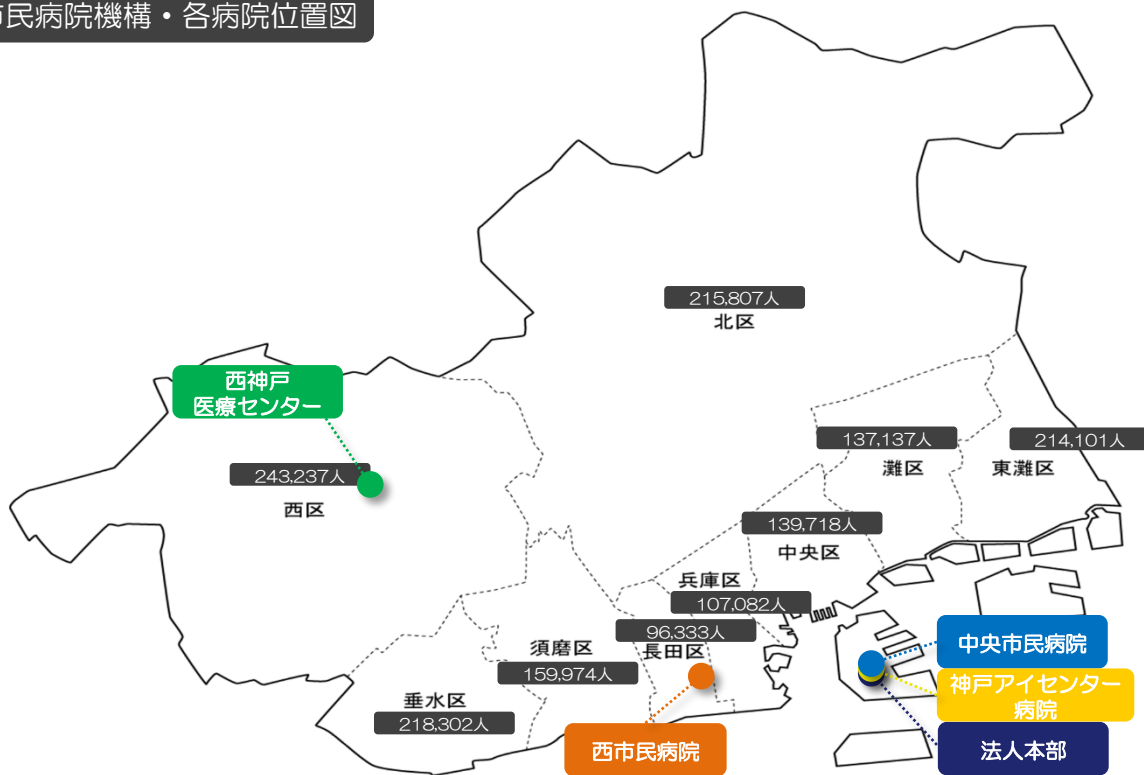 市民病院機構・各病院位置図
215,807人
北区
西神戸
医療センター
137,137人
灘区
214,101人
東灘区
243,237人
西区
139,718人
中央区
兵庫区
107,082人
96,333人
長田区
須磨区
159,974人
垂水区
218,302人
中央市民病院
神戸アイセンター
病院
法人本部
西市民病院